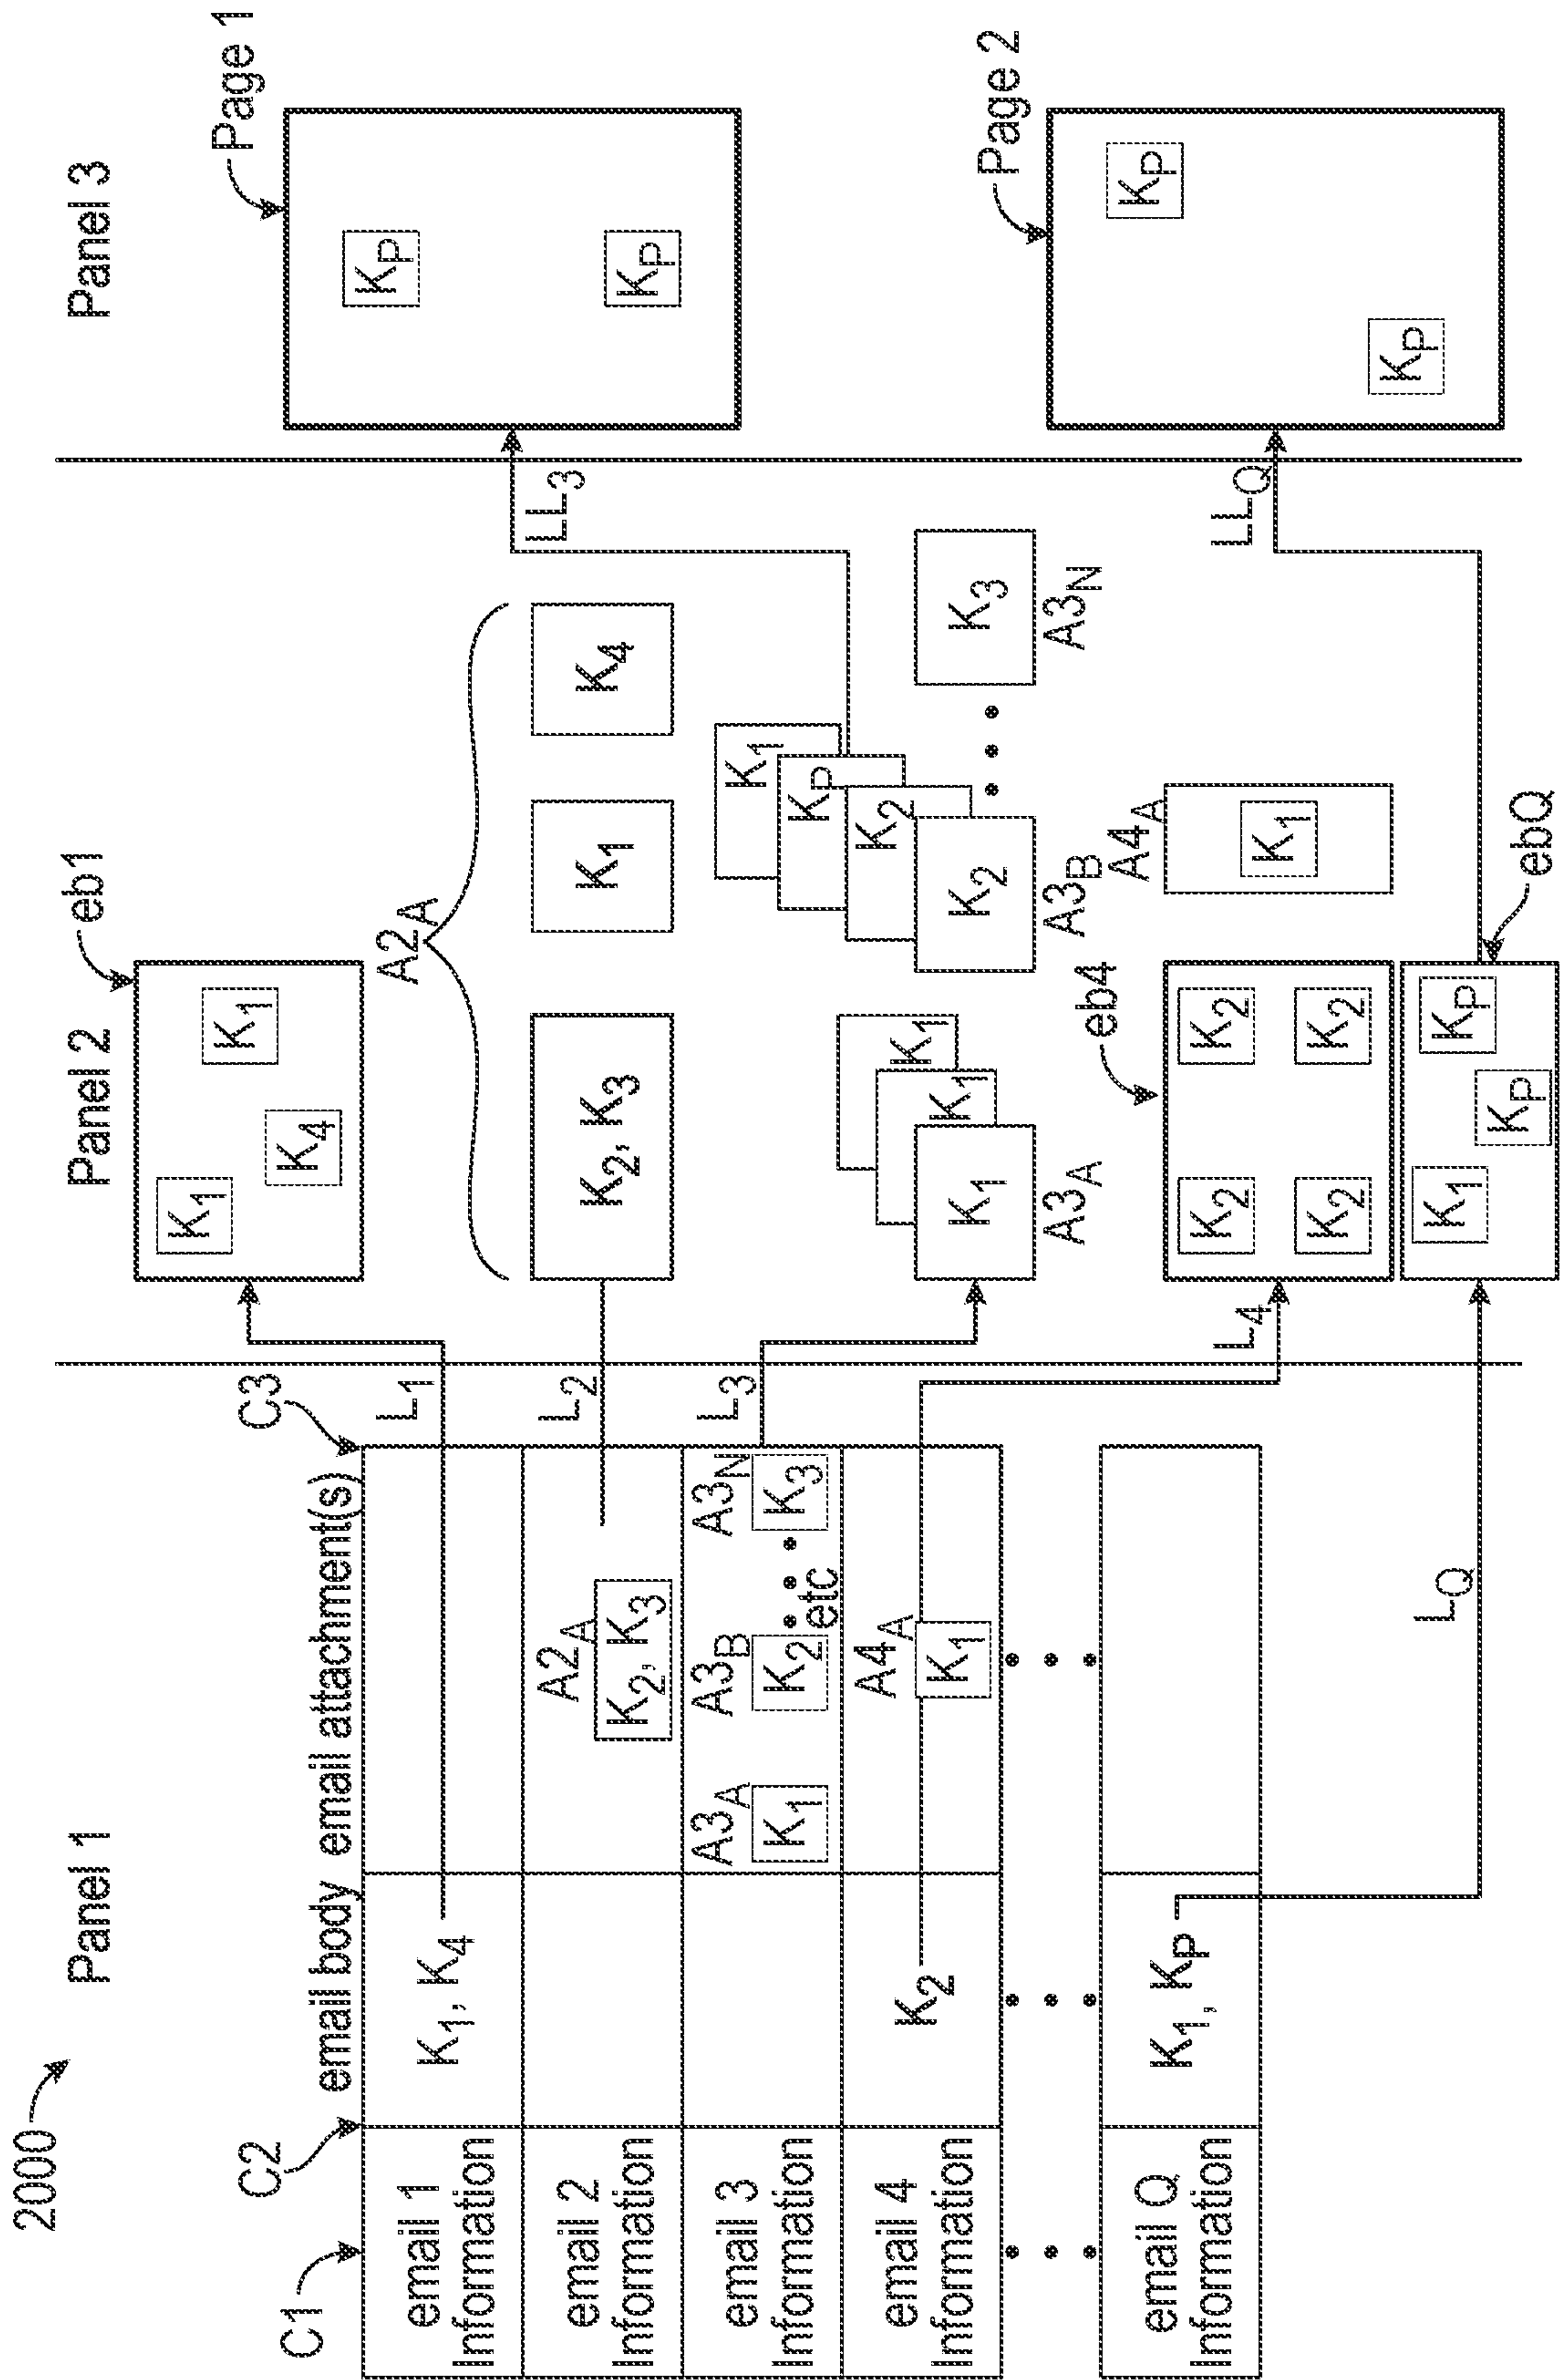 2000
Panel 1
Panel 2
Panel 3
C1
C2
email body
email attachment(s)
C3
email 1
Information
K1, K4
L1
email 2
Information
A2A
K2, K3
L2
email 3
Information
A3A
K1
A3B
K2
etc
A3N
K3
L3
email 4
Information
K2
A4A
K1
L4
email Q
Information
K1, KP
LQ
eb1
K1
K4
K1
A2A
K2, K3
K1
K4
K1
K1
K1
A3A
K1
KP
K2
K2
A3B
K3
A3N
eb4
K2
K2
K2
K2
A4A
K1
K1
KP
KP
ebQ
LL3
LLQ
Page 1
KP
KP
Page 2
KP
KP